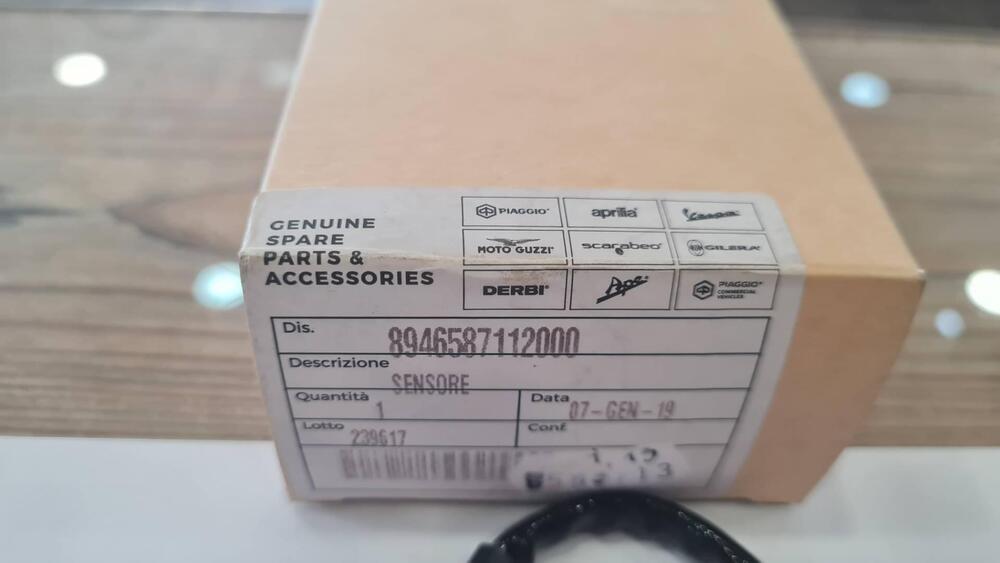 GENUINE
SPARE
PARTS &
ACCESSORIES
PIAGGIO® aprilia® Vespa®
MOTO GUZZI® scarabeo® GILERA®
DERBI® Ape® PIAGGIO®
COMMERCIAL
VEHICLES
Dis. 8946587112000
Descrizione
SENSORE
Quantità 1
Data 07-GEN-19
Lotto 239617
Conf.